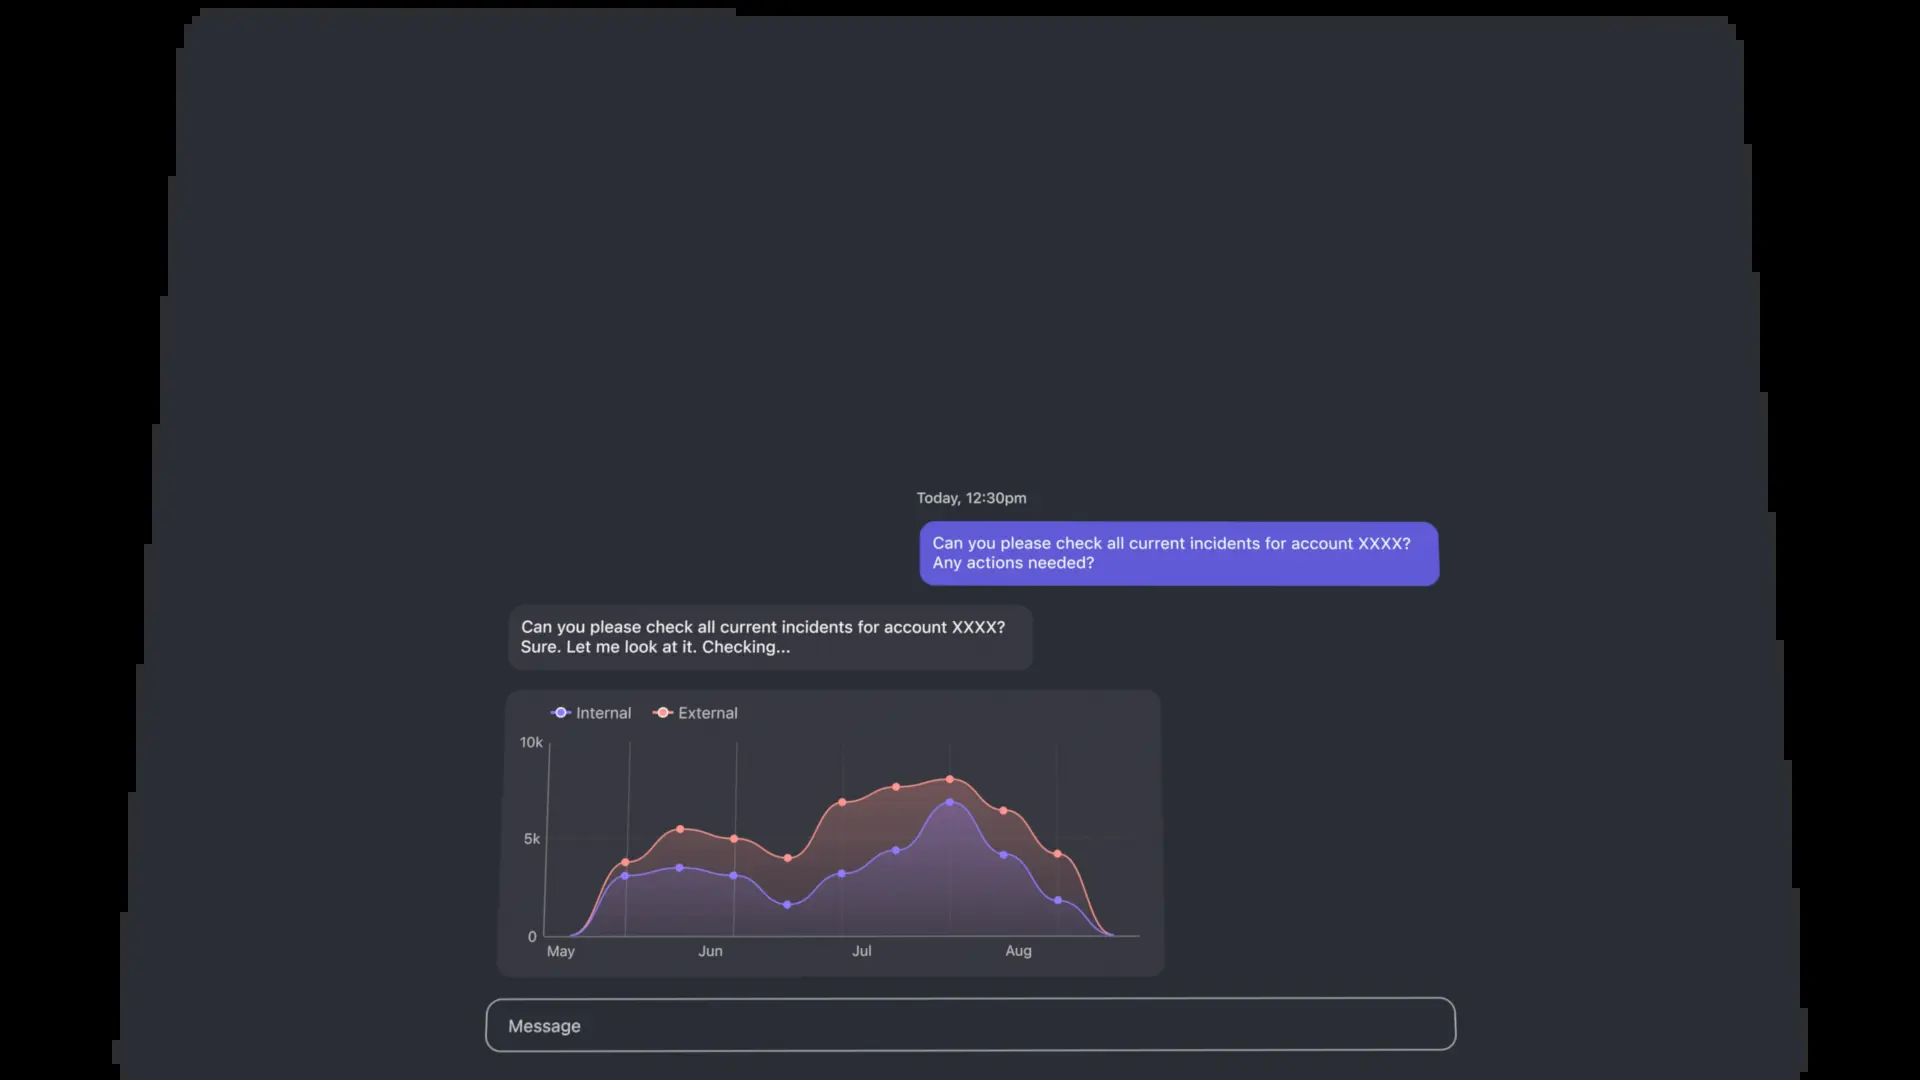 Today, 12:30pm
Can you please check all current incidents for account XXXX?
Any actions needed?
Can you please check all current incidents for account XXXX?
Sure. Let me look at it. Checking...
Internal External
10k
5k
0
May Jun Jul Aug
Message